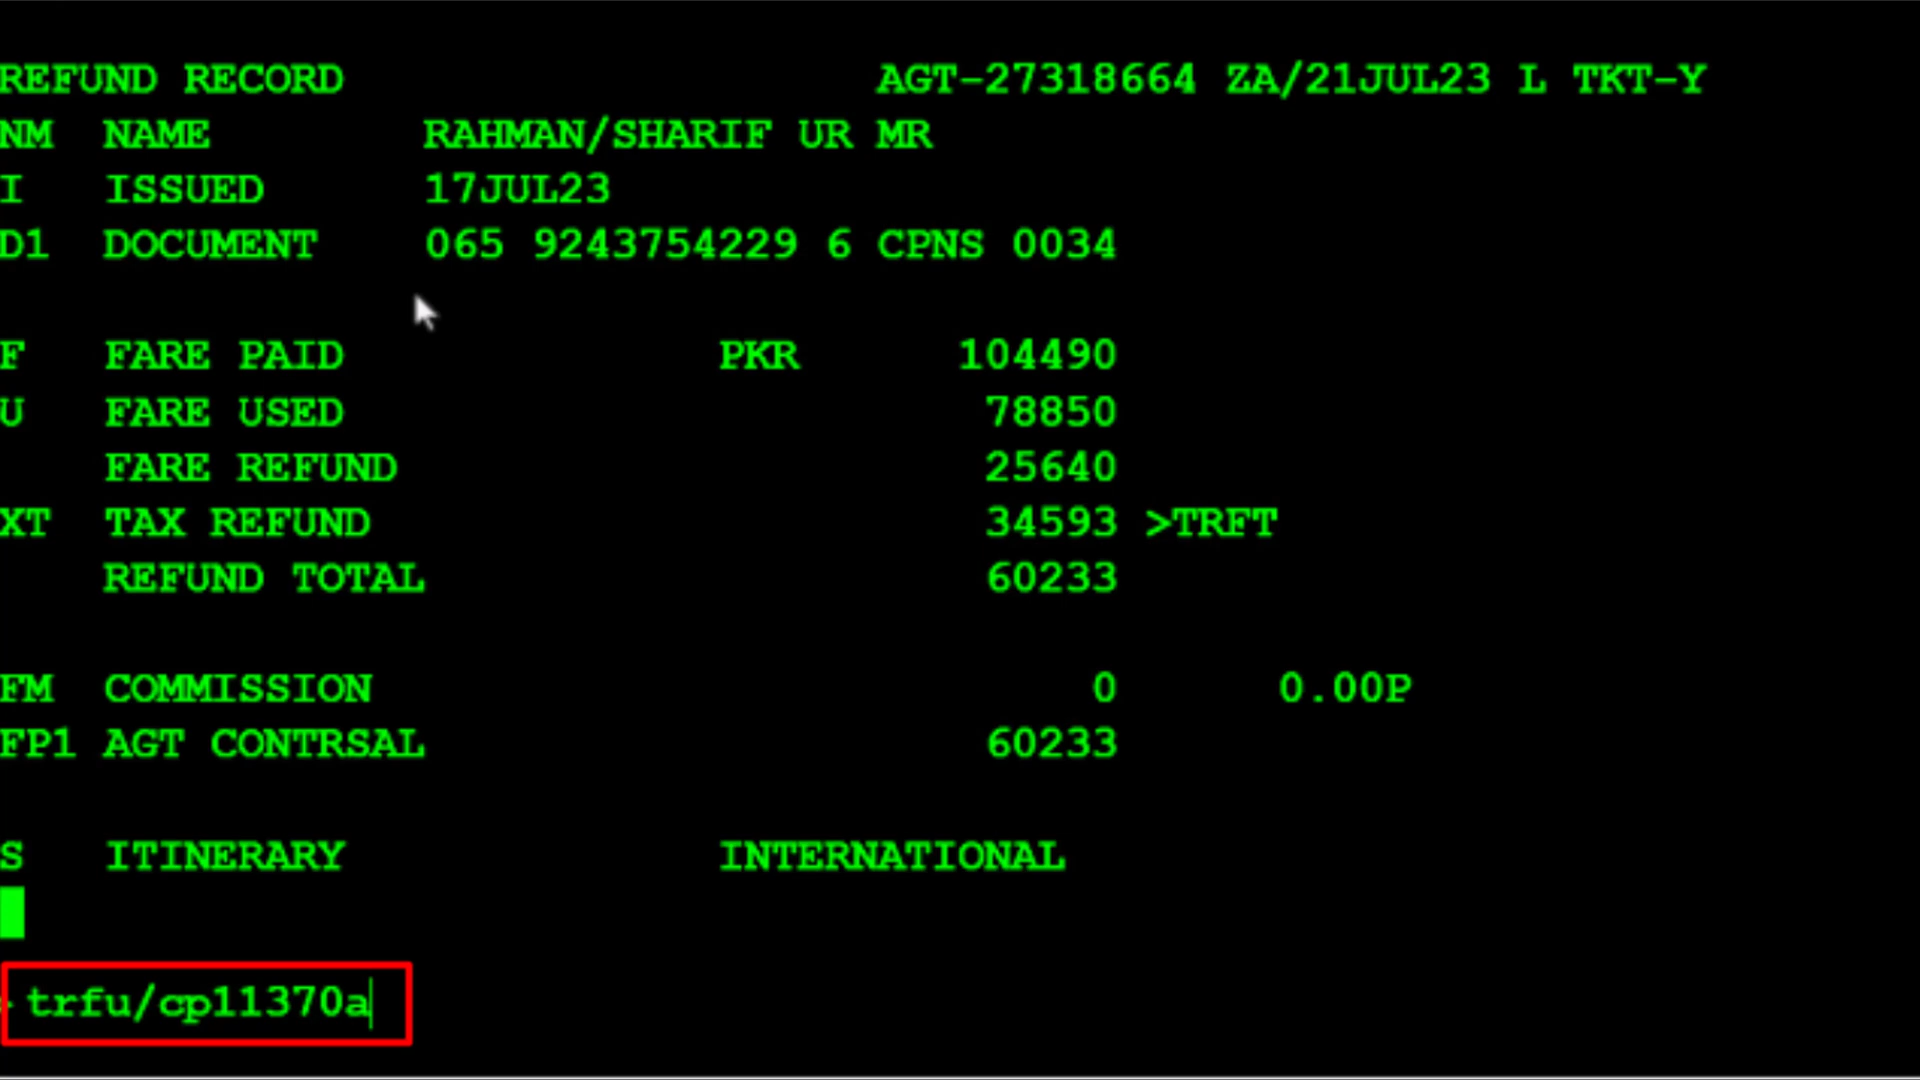 REFUND RECORD AGT-27318664 ZA/21JUL23 L TKT-Y
NM NAME RAHMAN/SHARIF UR MR
I ISSUED 17JUL23
D1 DOCUMENT 065 9243754229 6 CPNS 0034
F FARE PAID PKR 104490
U FARE USED 78850
FARE REFUND 25640
XT TAX REFUND 34593 >TRFT
REFUND TOTAL 60233
FM COMMISSION 0 0.00P
FP1 AGT CONTRSAL 60233
S ITINERARY INTERNATIONAL
> trfu/cp11370a